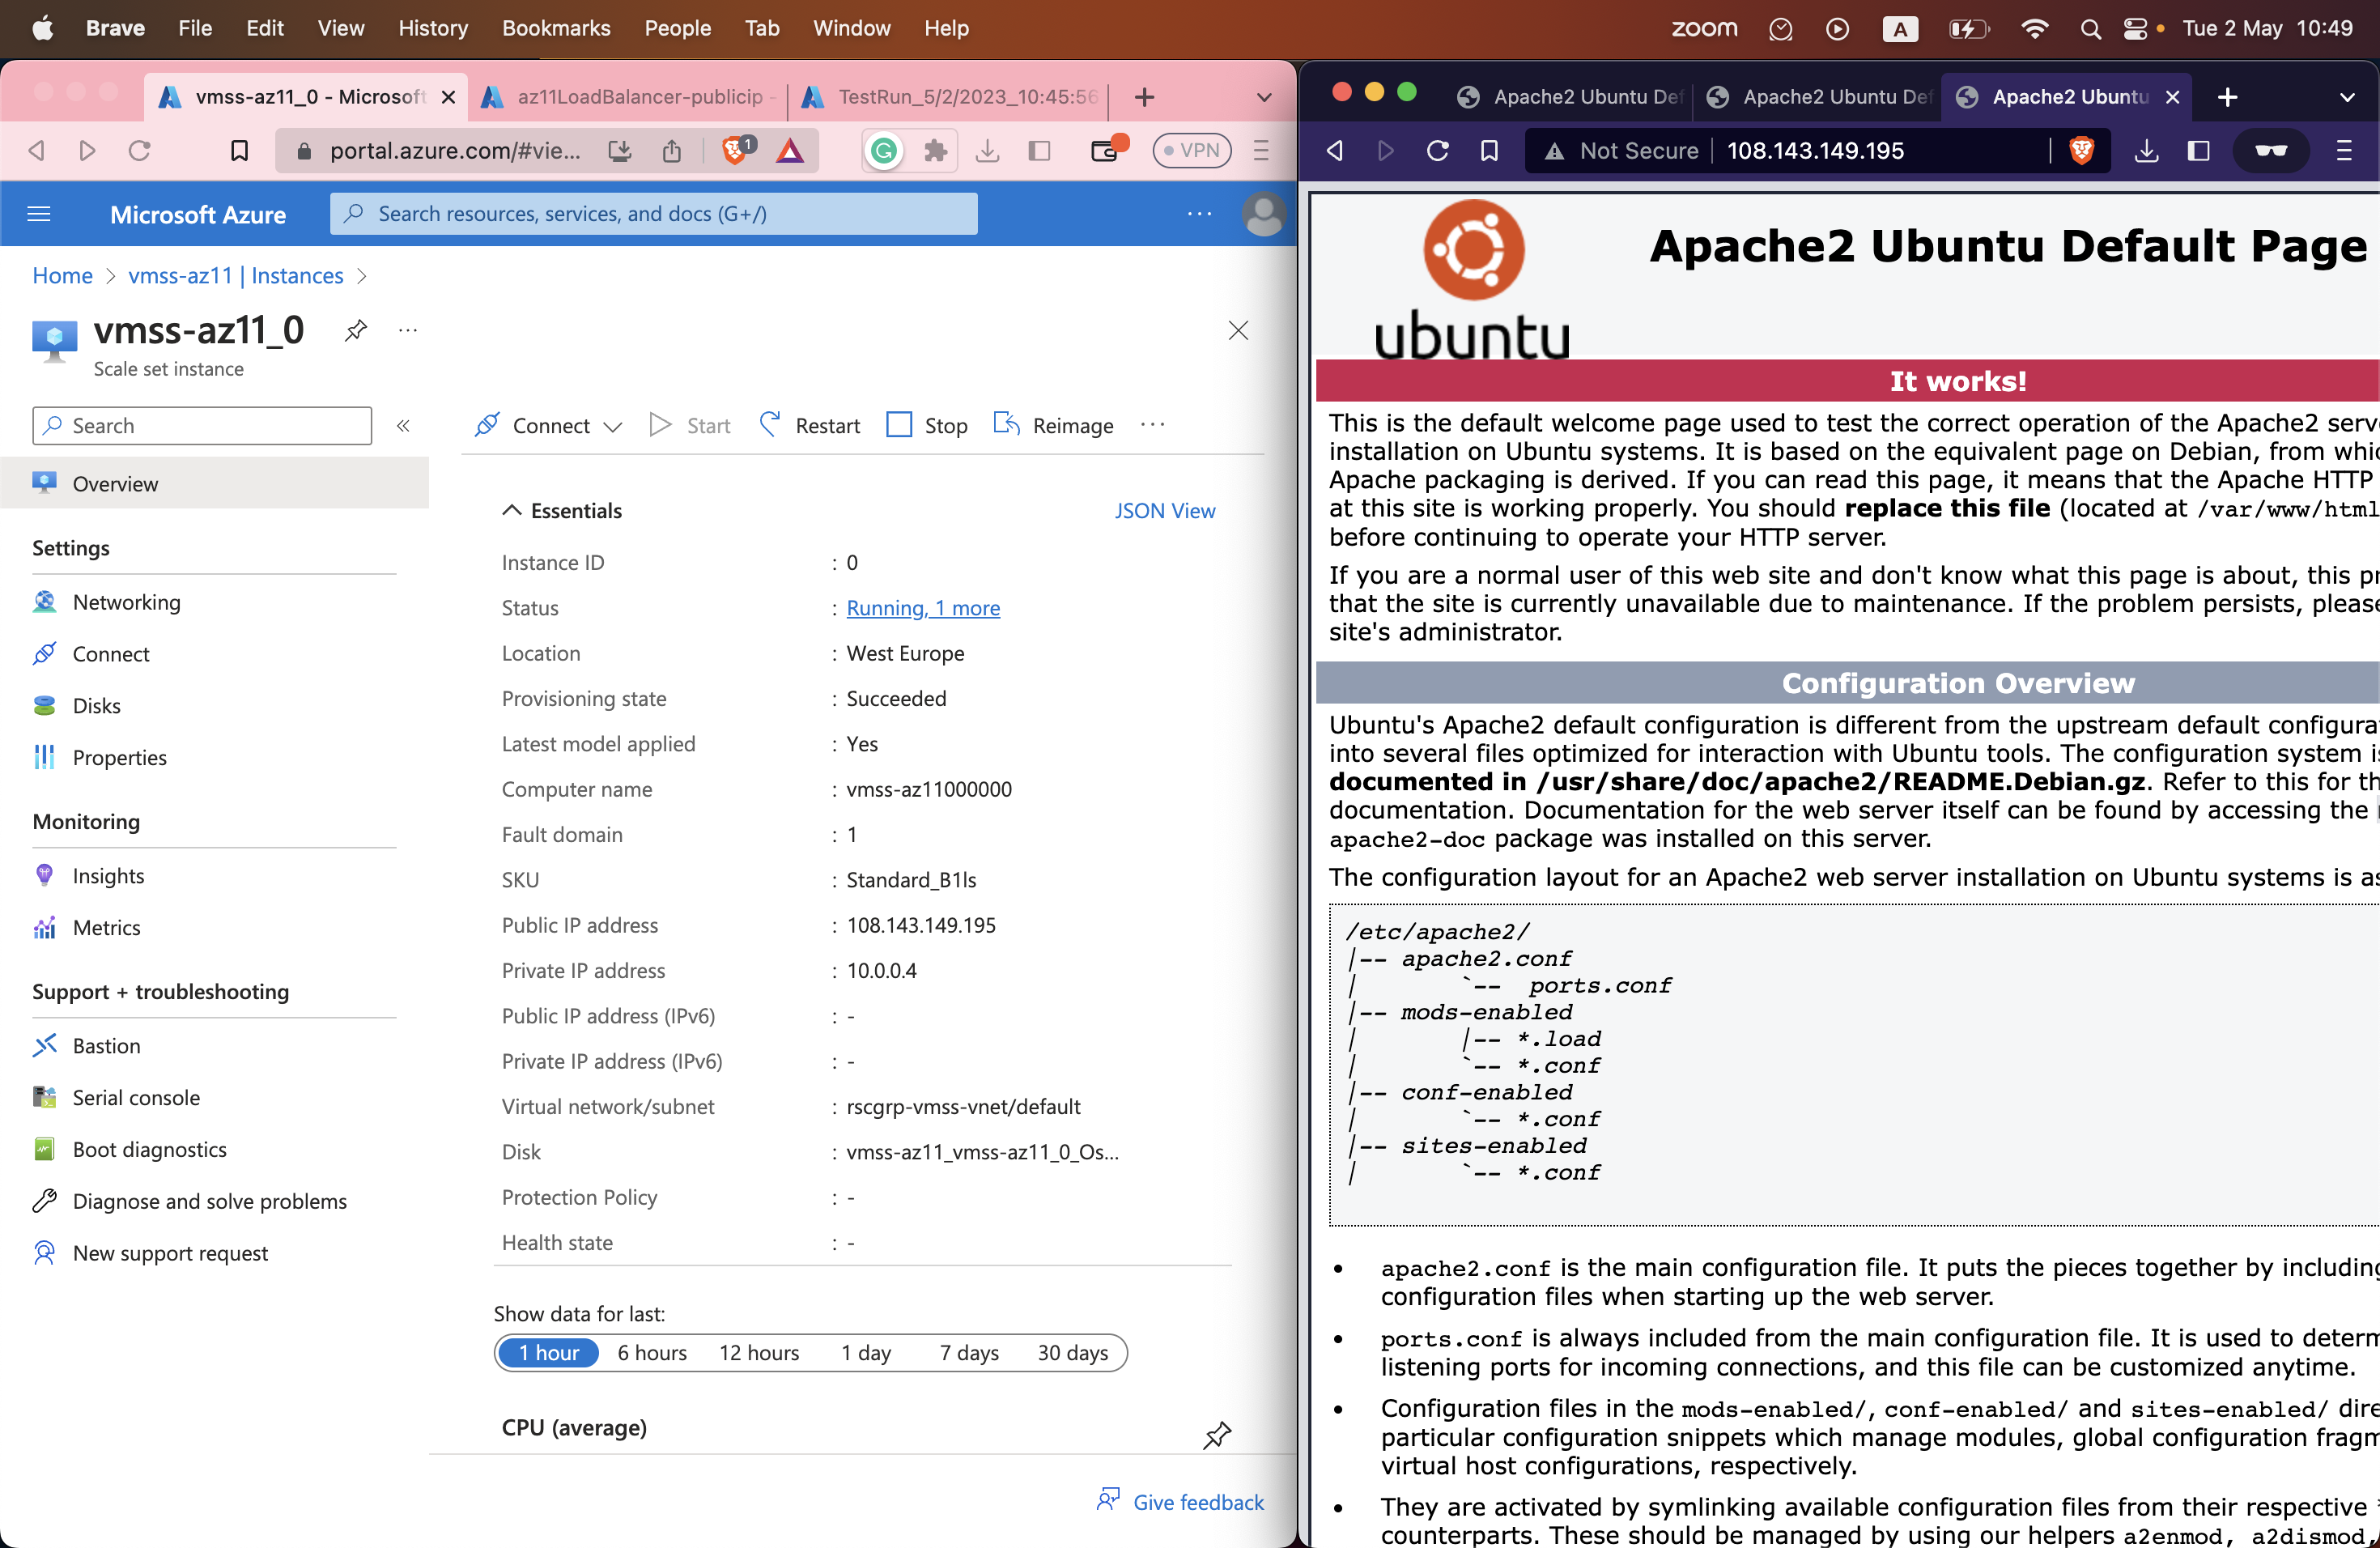 Brave File Edit View History Bookmarks People Tab Window Help
zoom A Tue 2 May 10:49
vmss-az11_0 - Microsoft
az11LoadBalancer-publicip -
TestRun_5/2/2023_10:45:56
portal.azure.com/#vie...
1
VPN
Microsoft Azure
Search resources, services, and docs (G+/)
Home > vmss-az11 | Instances >
vmss-az11_0
Scale set instance
Search
Overview
Settings
Networking
Connect
Disks
Properties
Monitoring
Insights
Metrics
Support + troubleshooting
Bastion
Serial console
Boot diagnostics
Diagnose and solve problems
New support request
Connect Start Restart Stop Reimage ...
Essentials JSON View
Instance ID : 0
Status : Running, 1 more
Location : West Europe
Provisioning state : Succeeded
Latest model applied : Yes
Computer name : vmss-az11000000
Fault domain : 1
SKU : Standard_B1ls
Public IP address : 108.143.149.195
Private IP address : 10.0.0.4
Public IP address (IPv6) : -
Private IP address (IPv6) : -
Virtual network/subnet : rscgrp-vmss-vnet/default
Disk : vmss-az11_vmss-az11_0_Os...
Protection Policy : -
Health state : -
Show data for last:
1 hour 6 hours 12 hours 1 day 7 days 30 days
CPU (average)
Give feedback
Apache2 Ubuntu Def
Apache2 Ubuntu Def
Apache2 Ubuntu
Not Secure 108.143.149.195
ubuntu
Apache2 Ubuntu Default Page
It works!
This is the default welcome page used to test the correct operation of the Apache2 serv
installation on Ubuntu systems. It is based on the equivalent page on Debian, from whic
Apache packaging is derived. If you can read this page, it means that the Apache HTTP
at this site is working properly. You should replace this file (located at /var/www/html
before continuing to operate your HTTP server.
If you are a normal user of this web site and don't know what this page is about, this pr
that the site is currently unavailable due to maintenance. If the problem persists, please
site's administrator.
Configuration Overview
Ubuntu's Apache2 default configuration is different from the upstream default configura
into several files optimized for interaction with Ubuntu tools. The configuration system is
documented in /usr/share/doc/apache2/README.Debian.gz. Refer to this for th
documentation. Documentation for the web server itself can be found by accessing the
apache2-doc package was installed on this server.
The configuration layout for an Apache2 web server installation on Ubuntu systems is as
/etc/apache2/
|-- apache2.conf
|       `--  ports.conf
|-- mods-enabled
|       |-- *.load
|       `-- *.conf
|-- conf-enabled
|       `-- *.conf
|-- sites-enabled
|       `-- *.conf
• apache2.conf is the main configuration file. It puts the pieces together by including
configuration files when starting up the web server.
• ports.conf is always included from the main configuration file. It is used to determ
listening ports for incoming connections, and this file can be customized anytime.
• Configuration files in the mods-enabled/, conf-enabled/ and sites-enabled/ dire
particular configuration snippets which manage modules, global configuration fragm
virtual host configurations, respectively.
• They are activated by symlinking available configuration files from their respective
counterparts. These should be managed by using our helpers a2enmod, a2dismod,